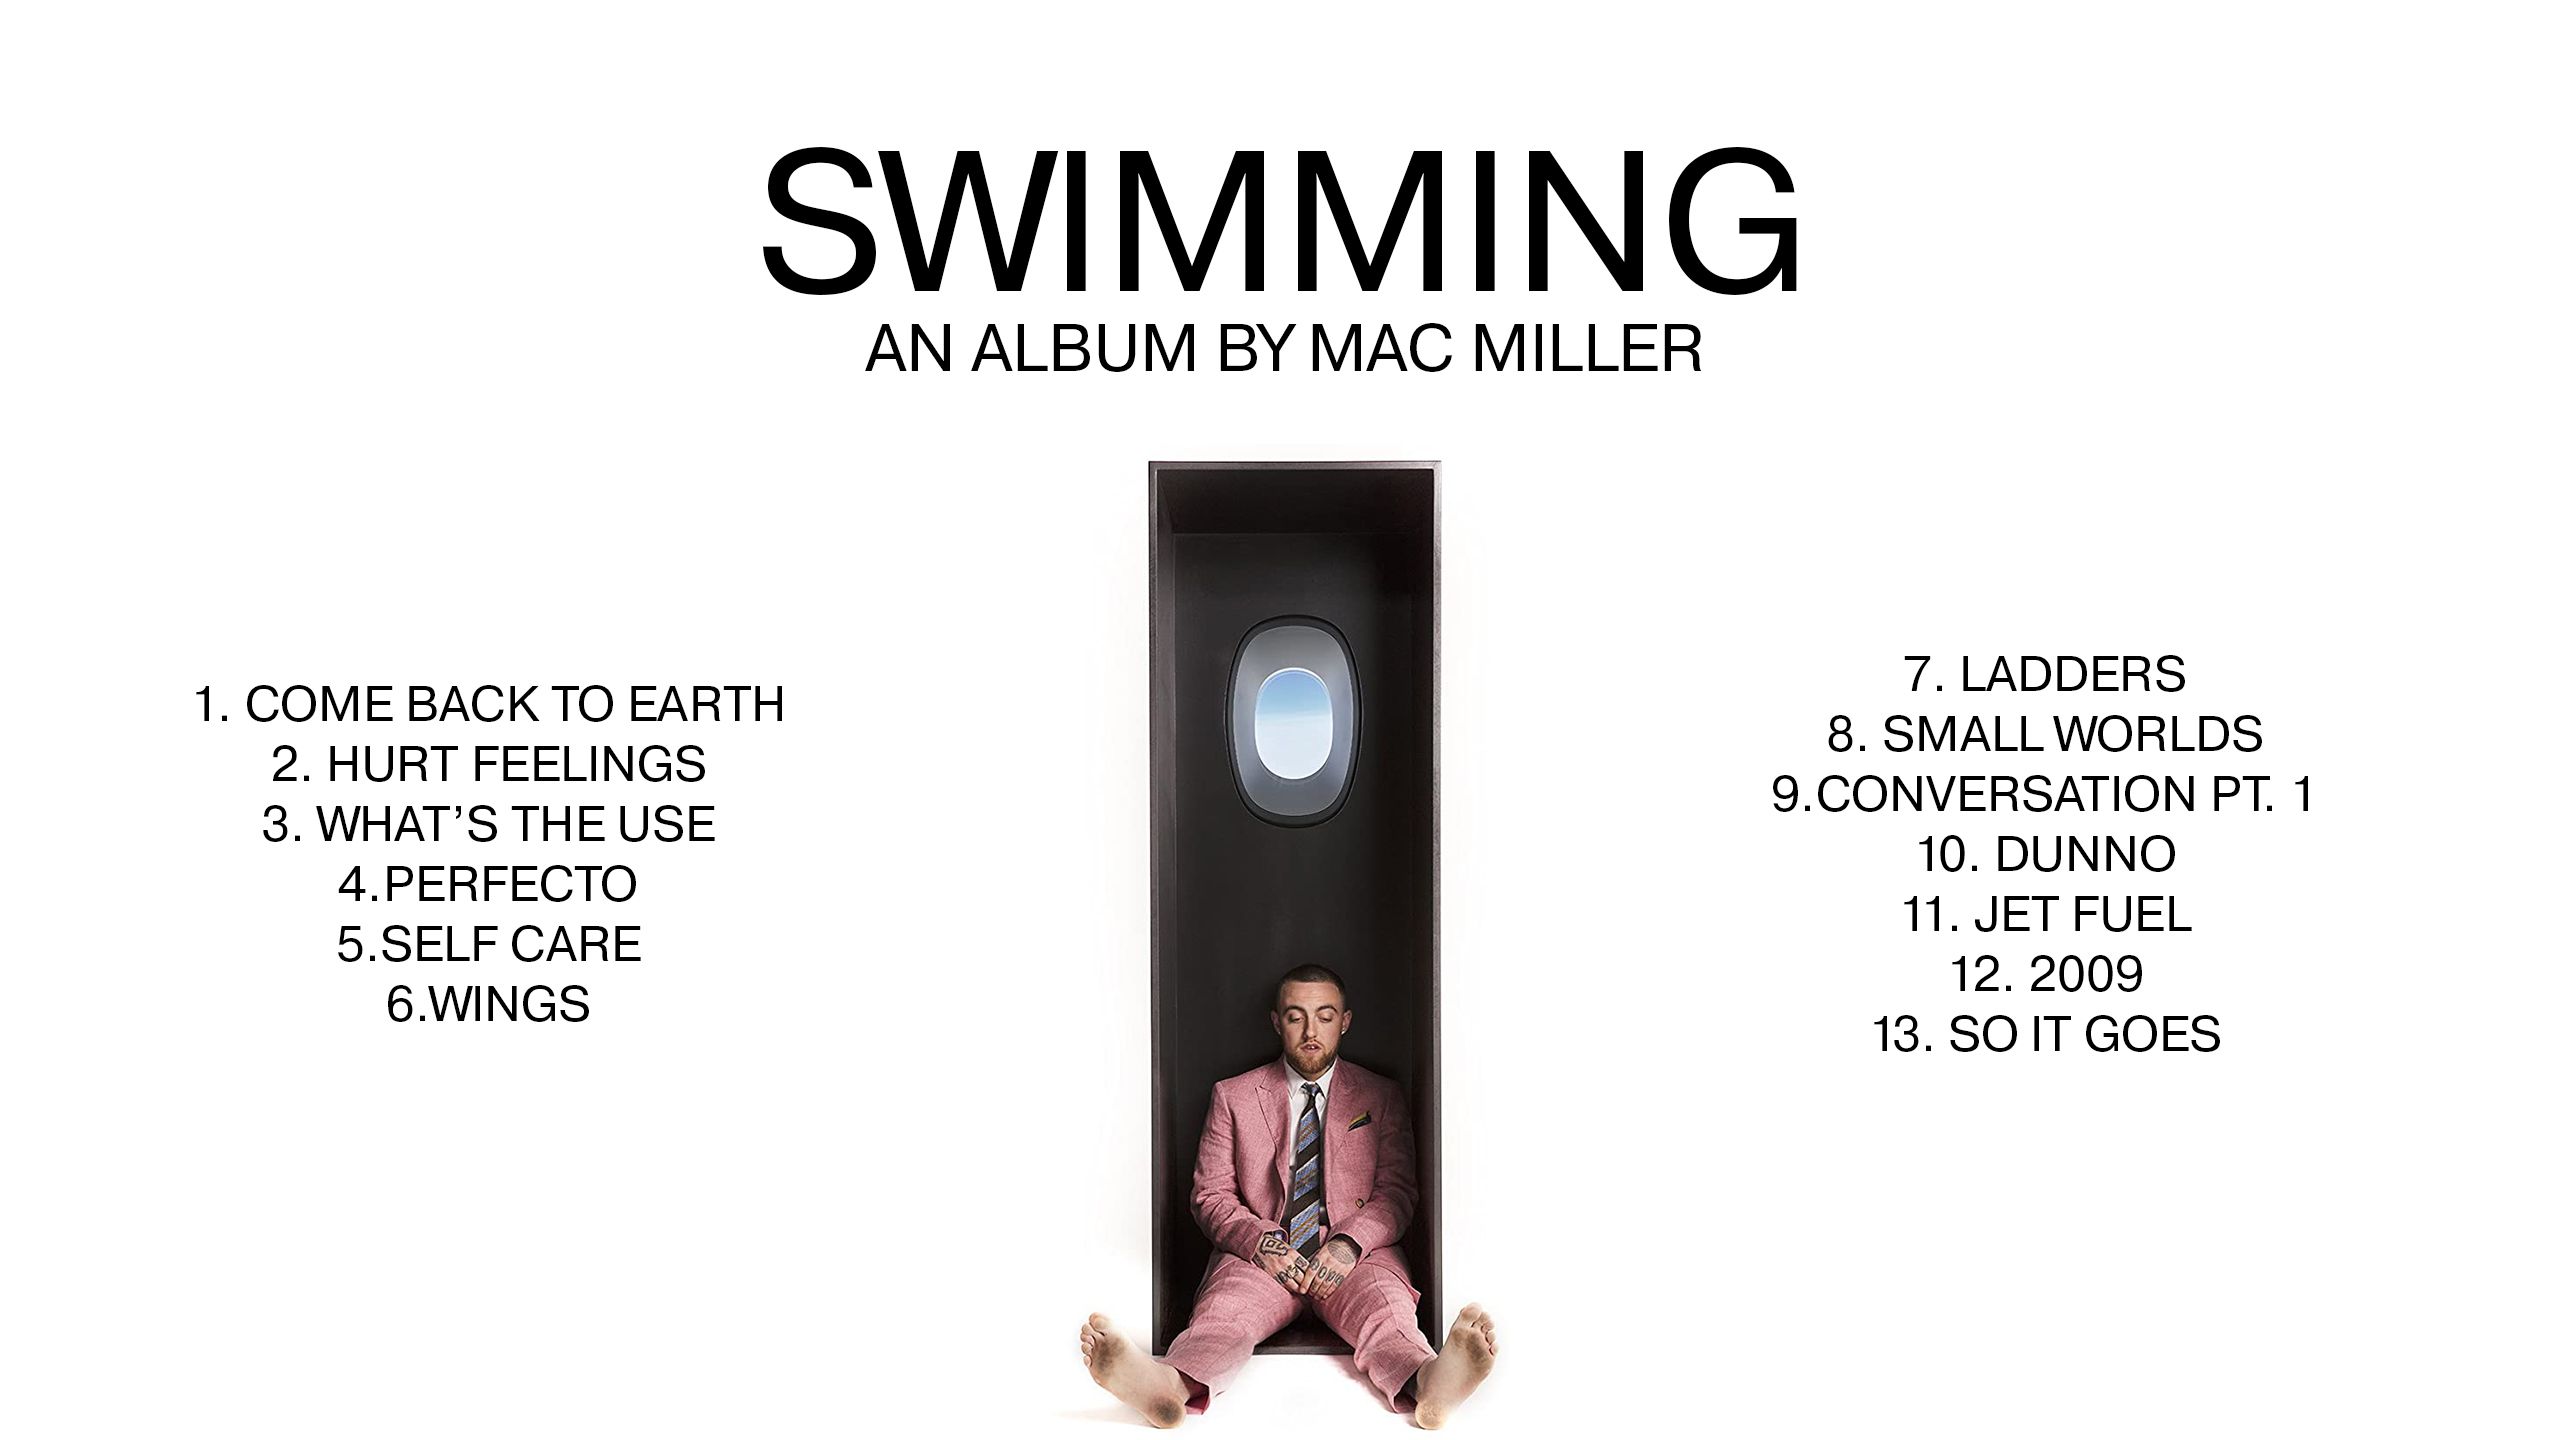 SWIMMING
AN ALBUM BY MAC MILLER
1. COME BACK TO EARTH
2. HURT FEELINGS
3. WHAT’S THE USE
4.PERFECTO
5.SELF CARE
6.WINGS
7. LADDERS
8. SMALL WORLDS
9.CONVERSATION PT. 1
10. DUNNO
11. JET FUEL
12. 2009
13. SO IT GOES